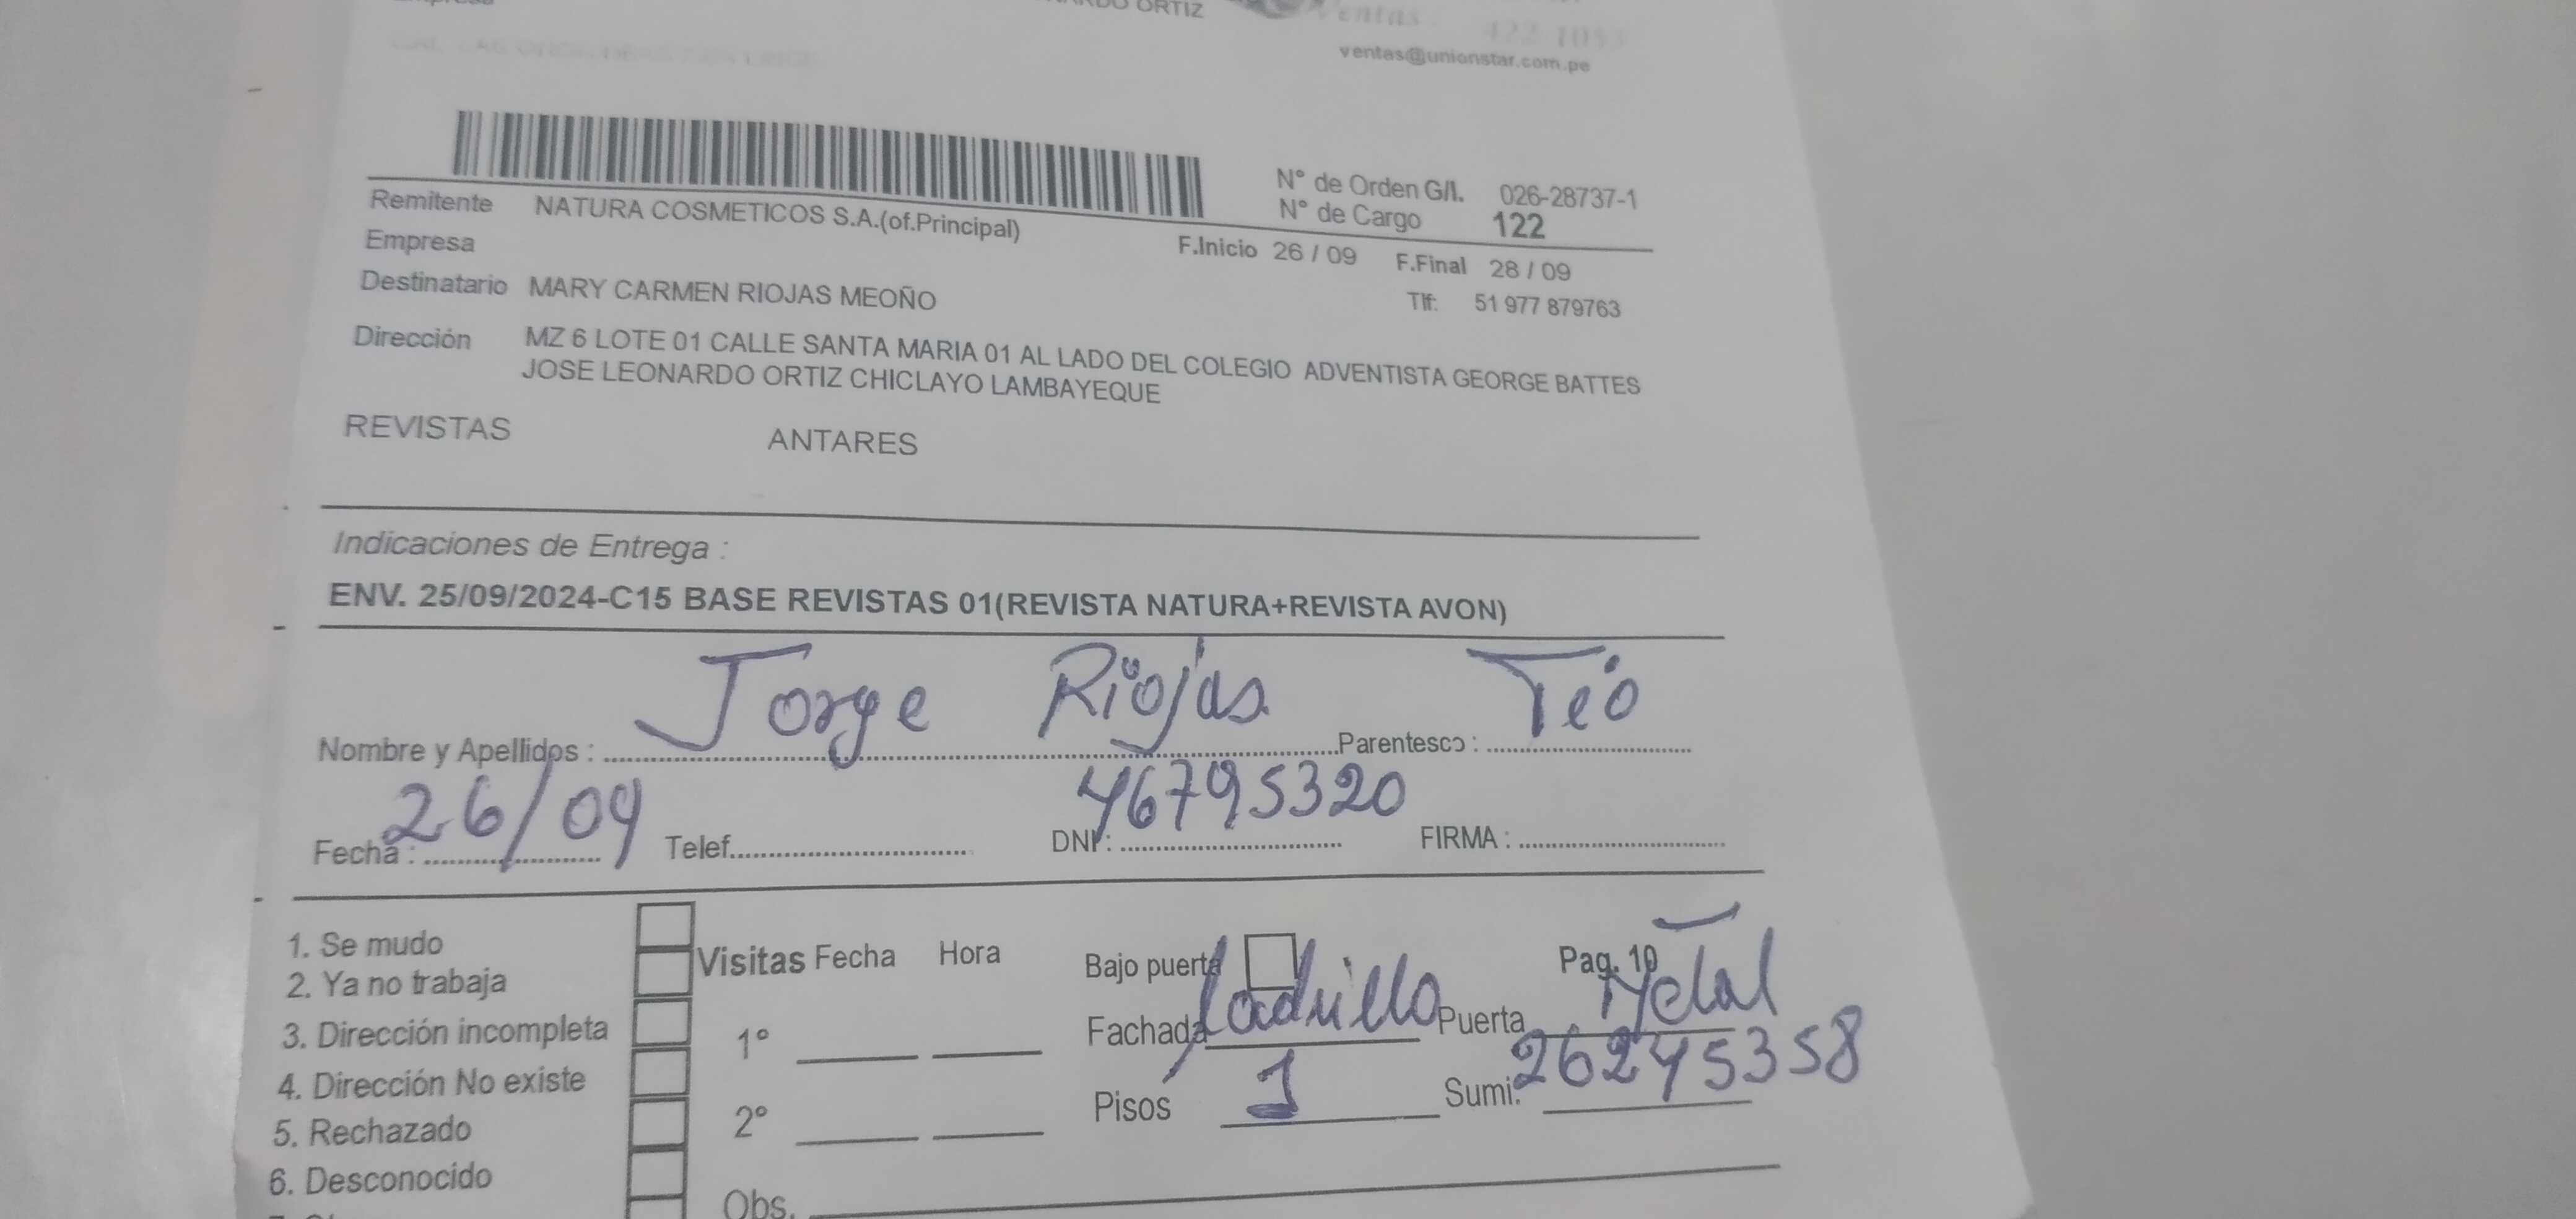 ORTIZ
Ventas 422 105
ventas@unionstar.com.pe
N° de Orden G/I. 026-28737-1
N° de Cargo 122
Remitente NATURA COSMETICOS S.A.(of.Principal)
Empresa F.Inicio 26 / 09 F.Final 28 / 09
Destinatario MARY CARMEN RIOJAS MEOÑO Tlf: 51 977 879763
Dirección MZ 6 LOTE 01 CALLE SANTA MARIA 01 AL LADO DEL COLEGIO ADVENTISTA GEORGE BATTES
JOSE LEONARDO ORTIZ CHICLAYO LAMBAYEQUE
REVISTAS ANTARES
Indicaciones de Entrega :
ENV. 25/09/2024-C15 BASE REVISTAS 01(REVISTA NATURA+REVISTA AVON)
Nombre y Apellidos : Jorge Riojas Parentesco : Tio
Fecha : 26/09 Telef. DNI: 46795320 FIRMA :
1. Se mudo
2. Ya no trabaja
3. Dirección incompleta
4. Dirección No existe
5. Rechazado
6. Desconocido
Visitas Fecha Hora
1°
2°
Obs.
Bajo puerta Pag. 10
Fachada Ladrillo Puerta Metal
Pisos 1 Sumi. 26245358